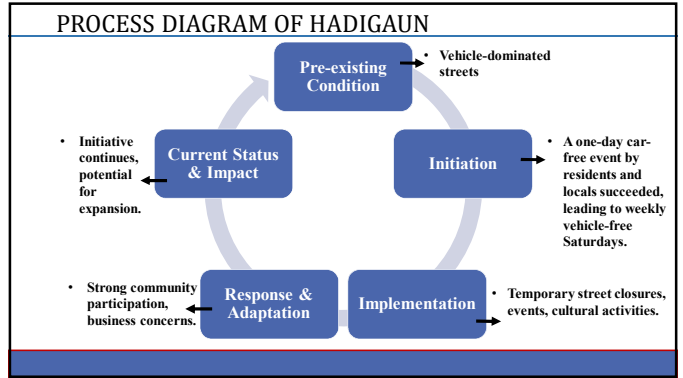 PROCESS DIAGRAM OF HADIGAUN
Pre-existing
Condition
• Vehicle-dominated
streets
Initiation
• A one-day car-
free event by
residents and
locals succeeded,
leading to weekly
vehicle-free
Saturdays.
Implementation
• Temporary street closures,
events, cultural activities.
Response &
Adaptation
• Strong community
participation,
business concerns.
Current Status
& Impact
• Initiative
continues,
potential
for
expansion.